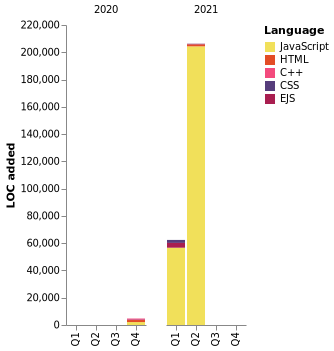 2020 2021
Language
JavaScript
HTML
C++
CSS
EJS
LOC added
220,000
200,000
180,000
160,000
140,000
120,000
100,000
80,000
60,000
40,000
20,000
0
Q1 Q2 Q3 Q4 Q1 Q2 Q3 Q4